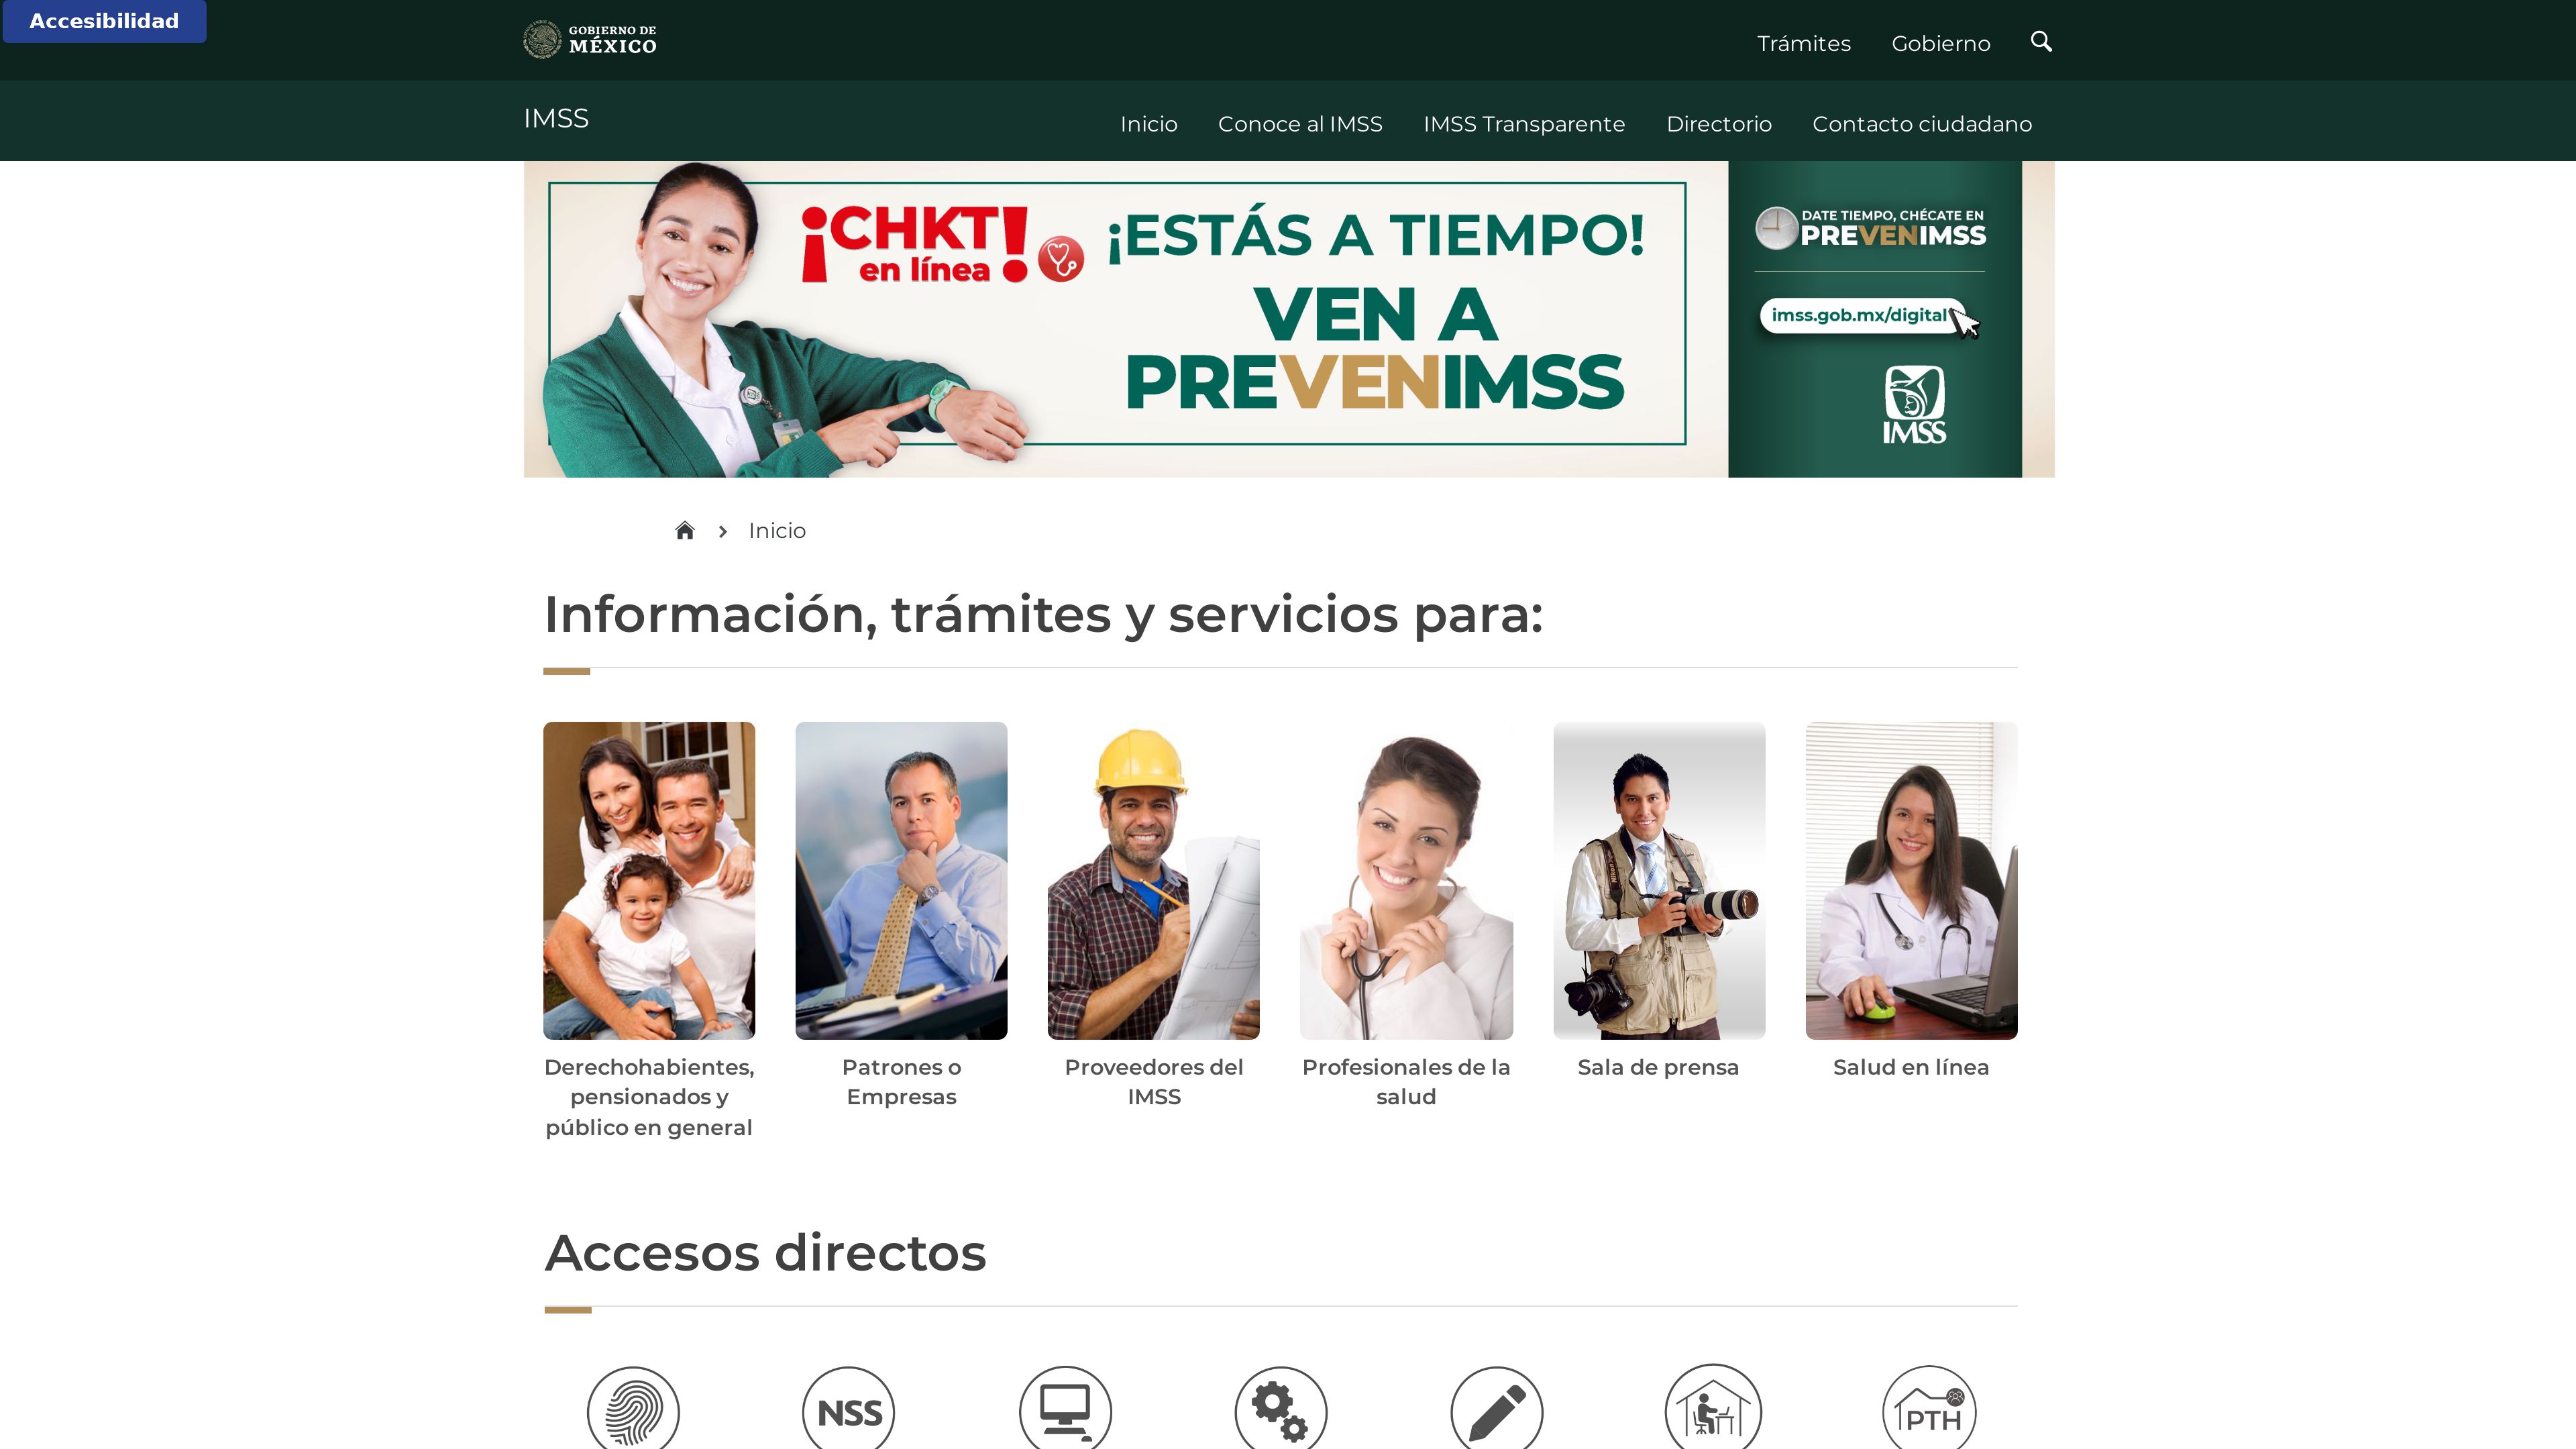 Accesibilidad
GOBIERNO DE
MÉXICO
Trámites
Gobierno
IMSS
Inicio
Conoce al IMSS
IMSS Transparente
Directorio
Contacto ciudadano
¡CHKT!
en línea
¡ESTÁS A TIEMPO!
VEN A
PREVENIMSS
DATE TIEMPO, CHÉCATE EN
PREVENIMSS
imss.gob.mx/digital
IMSS
Inicio
Información, trámites y servicios para:
Derechohabientes,
pensionados y
público en general
Patrones o
Empresas
Proveedores del
IMSS
Profesionales de la
salud
Sala de prensa
Salud en línea
Accesos directos
NSS
PTH